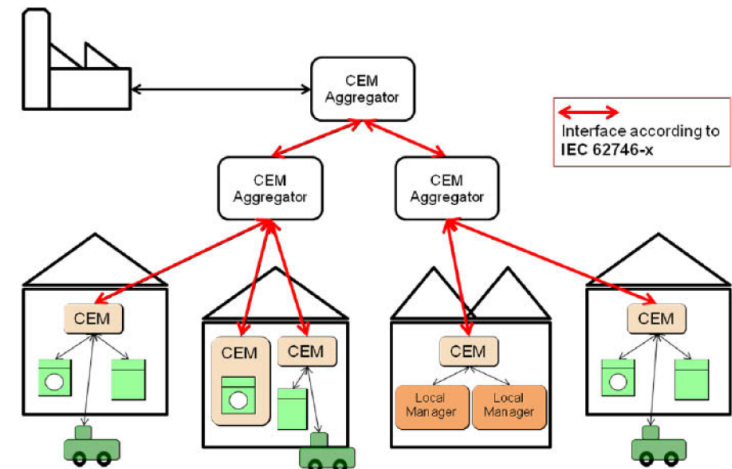 CEM
Aggregator
Interface according to
IEC 62746-x
CEM
Aggregator
CEM
Aggregator
CEM
CEM
CEM
CEM
CEM
Local
Manager
Local
Manager